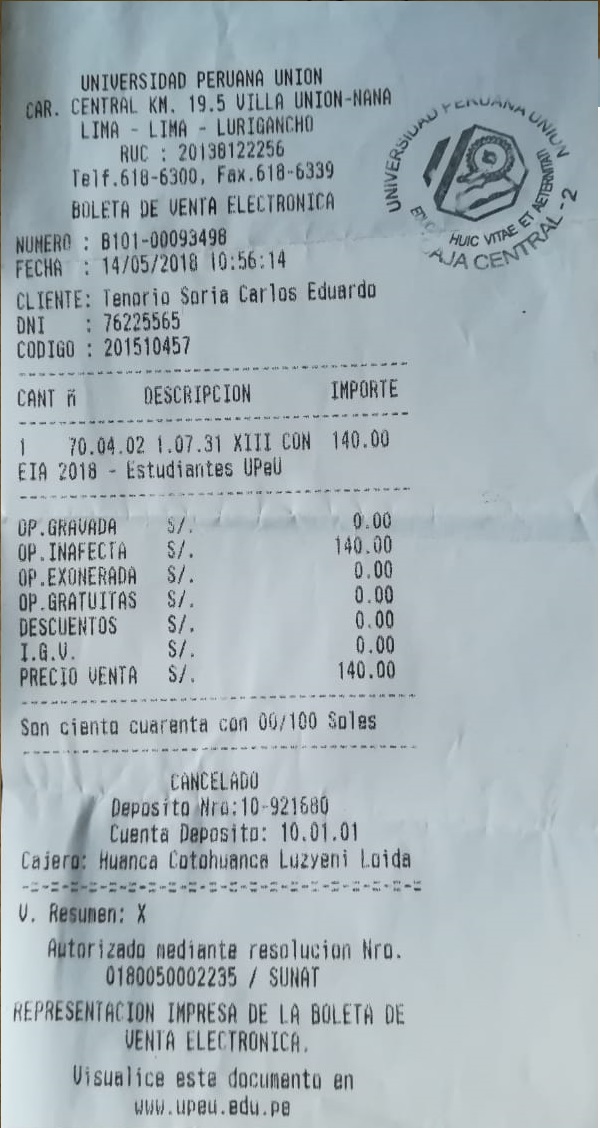 UNIVERSIDAD PERUANA UNION
CAR. CENTRAL KM. 19.5 VILLA UNION-NANA
LIMA - LIMA - LURIGANCHO
RUC : 20138122256
Telf.618-6300, Fax.618-6339
BOLETA DE VENTA ELECTRONICA
UNIVERSIDAD PERUANA UNION
HUIC VITAE ET AETERNITATI
CAJA CENTRAL - 2
NUMERO : B101-00093498
FECHA : 14/05/2018 10:56:14
CLIENTE: Tenorio Soria Carlos Eduardo
DNI : 76225565
CODIGO : 201510457
CANT ñ DESCRIPCION IMPORTE
1 70.04.02 1.07.31 XIII CON 140.00
EIA 2018 - Estudiantes UPeU
OP.GRAVADA S/. 0.00
OP.INAFECTA S/. 140.00
OP.EXONERADA S/. 0.00
OP.GRATUITAS S/. 0.00
DESCUENTOS S/. 0.00
I.G.V. S/. 0.00
PRECIO VENTA S/. 140.00
Son ciento cuarenta con 00/100 Soles
CANCELADO
Deposito Nro:10-921680
Cuenta Deposito: 10.01.01
Cajero: Huanca Cotohuanca Luzyeni Loida
V. Resumen: X
Autorizado mediante resolucion Nro.
0180050002235 / SUNAT
REPRESENTACION IMPRESA DE LA BOLETA DE
VENTA ELECTRONICA.
Visualice este documento en
www.upeu.edu.pe